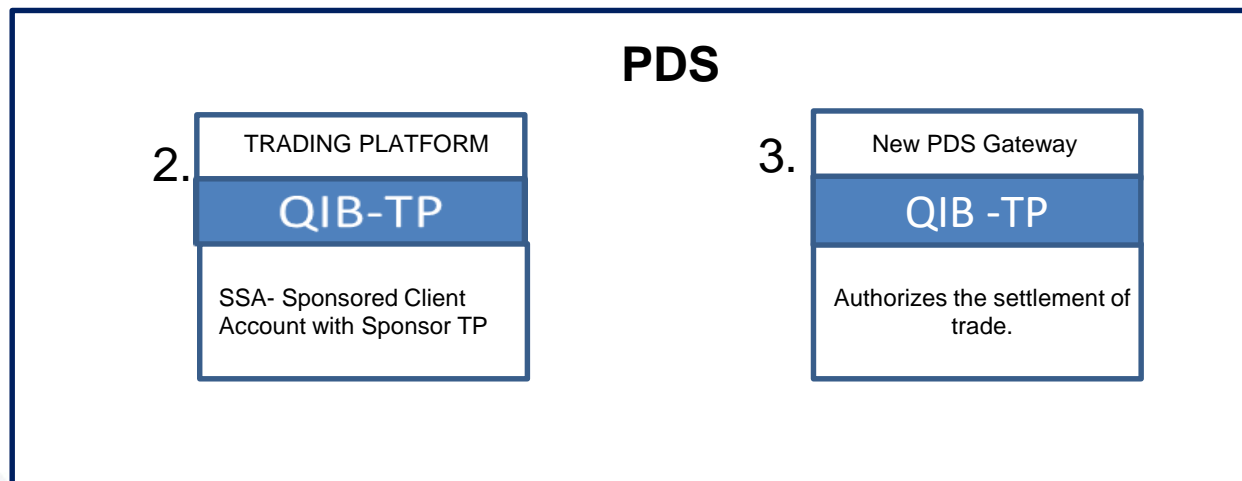 PDS
2.
TRADING PLATFORM
QIB-TP
SSA- Sponsored Client
Account with Sponsor TP
3.
New PDS Gateway
QIB -TP
Authorizes the settlement of
trade.